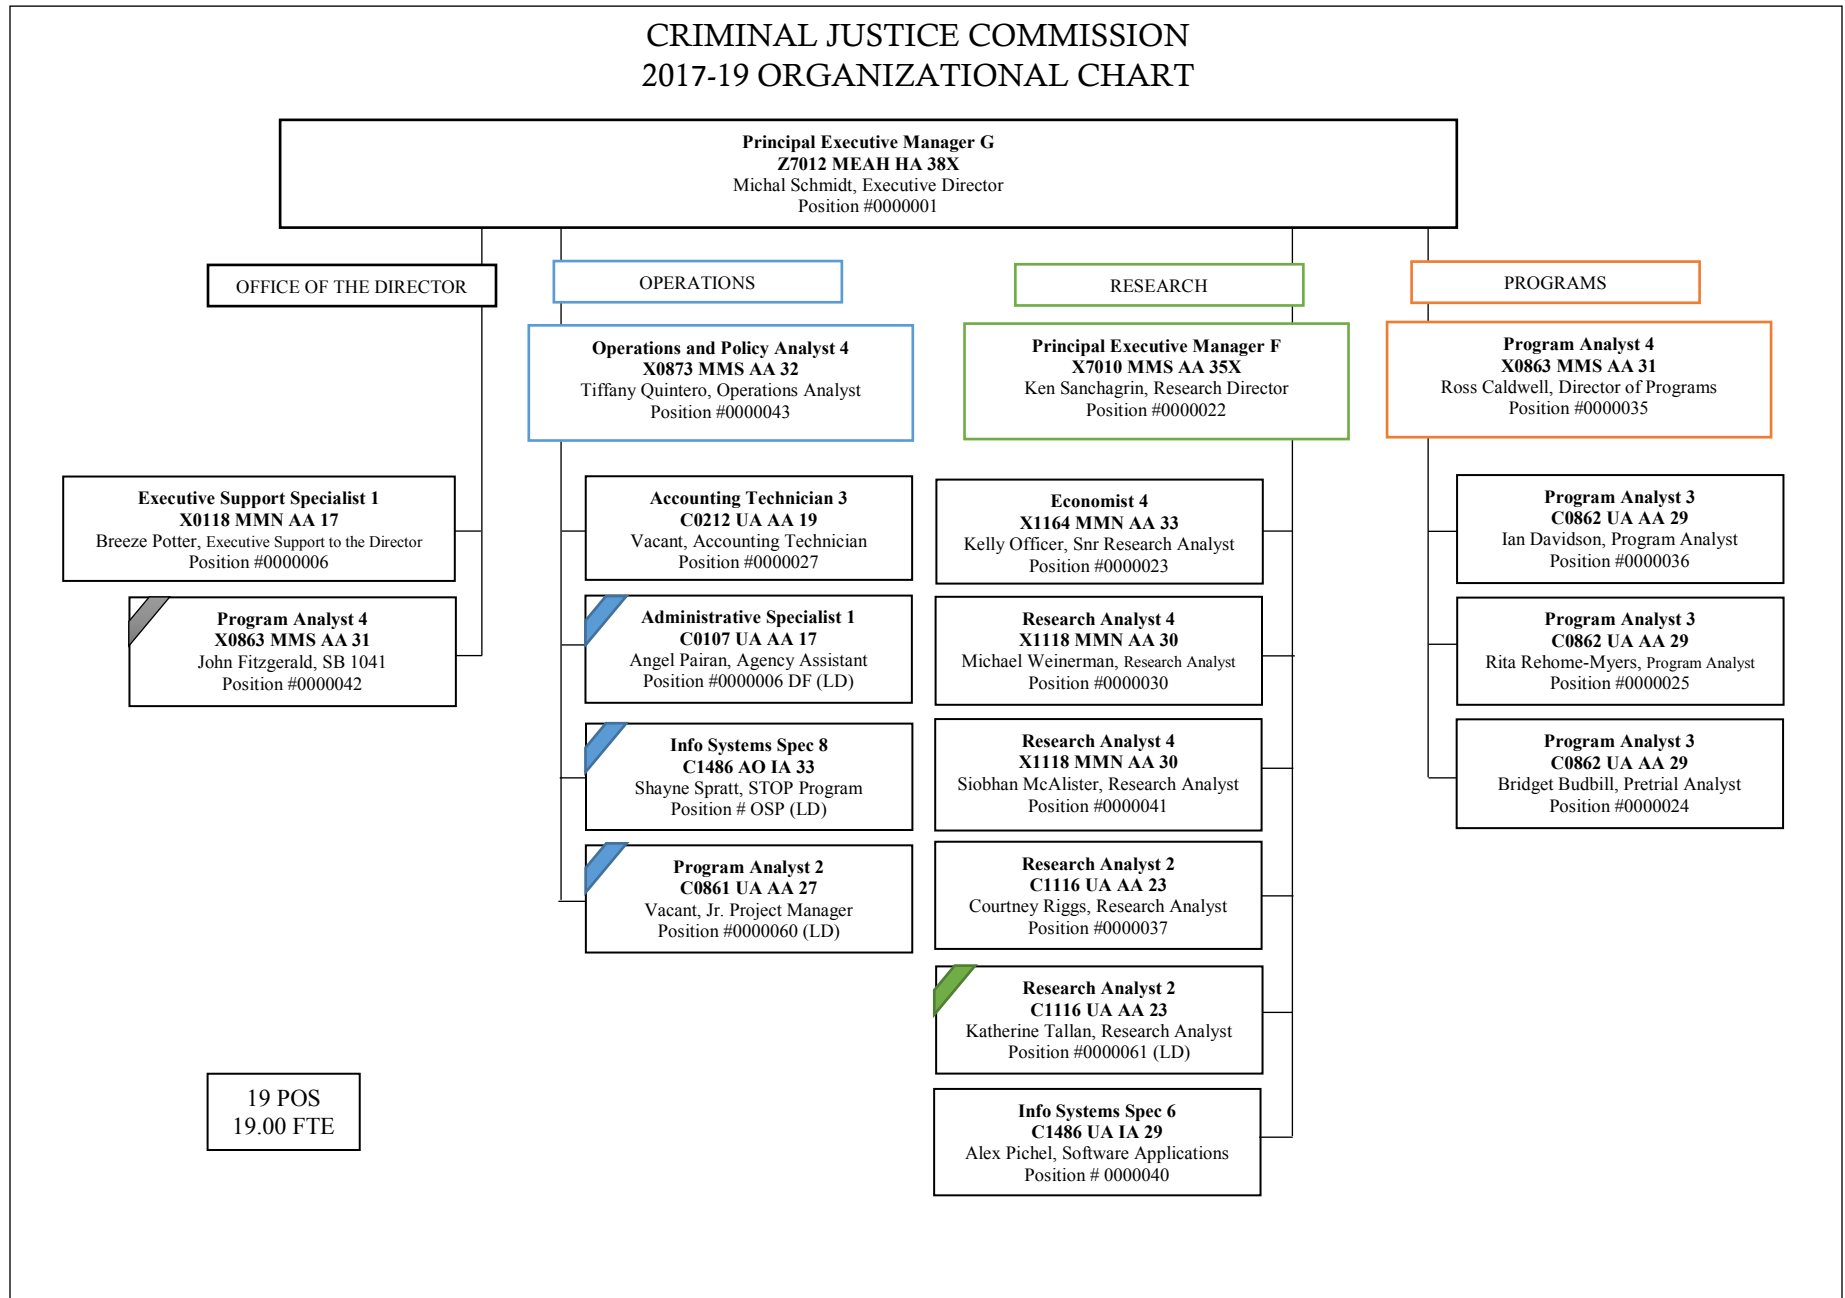 CRIMINAL JUSTICE COMMISSION
2017-19 ORGANIZATIONAL CHART
Principal Executive Manager G
Z7012 MEAH HA 38X
Michal Schmidt, Executive Director
Position #0000001
OFFICE OF THE DIRECTOR
Executive Support Specialist 1
X0118 MMN AA 17
Breeze Potter, Executive Support to the Director
Position #0000006
Program Analyst 4
X0863 MMS AA 31
John Fitzgerald, SB 1041
Position #0000042
OPERATIONS
Operations and Policy Analyst 4
X0873 MMS AA 32
Tiffany Quintero, Operations Analyst
Position #0000043
Accounting Technician 3
C0212 UA AA 19
Vacant, Accounting Technician
Position #0000027
Administrative Specialist 1
C0107 UA AA 17
Angel Pairan, Agency Assistant
Position #0000006 DF (LD)
Info Systems Spec 8
C1486 AO IA 33
Shayne Spratt, STOP Program
Position # OSP (LD)
Program Analyst 2
C0861 UA AA 27
Vacant, Jr. Project Manager
Position #0000060 (LD)
RESEARCH
Principal Executive Manager F
X7010 MMS AA 35X
Ken Sanchagrin, Research Director
Position #0000022
Economist 4
X1164 MMN AA 33
Kelly Officer, Snr Research Analyst
Position #0000023
Research Analyst 4
X1118 MMN AA 30
Michael Weinerman, Research Analyst
Position #0000030
Research Analyst 4
X1118 MMN AA 30
Siobhan McAlister, Research Analyst
Position #0000041
Research Analyst 2
C1116 UA AA 23
Courtney Riggs, Research Analyst
Position #0000037
Research Analyst 2
C1116 UA AA 23
Katherine Tallan, Research Analyst
Position #0000061 (LD)
Info Systems Spec 6
C1486 UA IA 29
Alex Pichel, Software Applications
Position # 0000040
PROGRAMS
Program Analyst 4
X0863 MMS AA 31
Ross Caldwell, Director of Programs
Position #0000035
Program Analyst 3
C0862 UA AA 29
Ian Davidson, Program Analyst
Position #0000036
Program Analyst 3
C0862 UA AA 29
Rita Rehome-Myers, Program Analyst
Position #0000025
Program Analyst 3
C0862 UA AA 29
Bridget Budbill, Pretrial Analyst
Position #0000024
19 POS
19.00 FTE